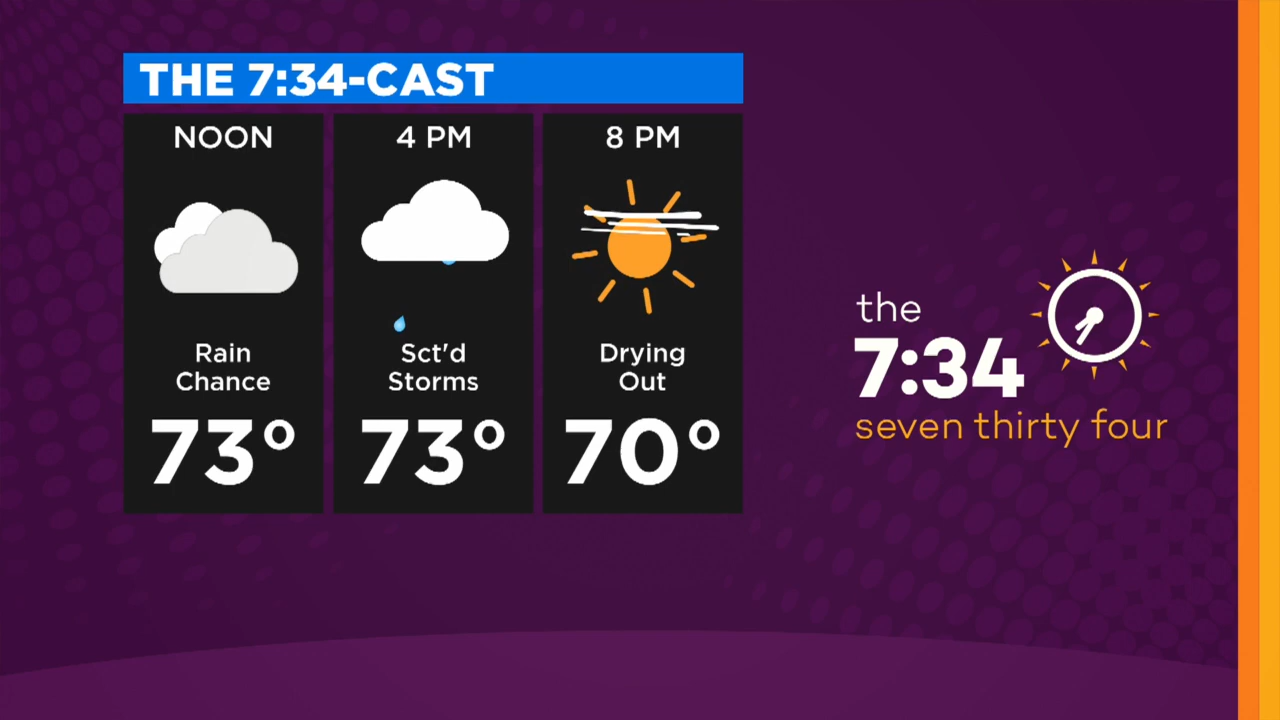 THE 7:34-CAST
NOON
Rain
Chance
73°
4 PM
Sct'd
Storms
73°
8 PM
Drying
Out
70°
the
7:34
seven thirty four